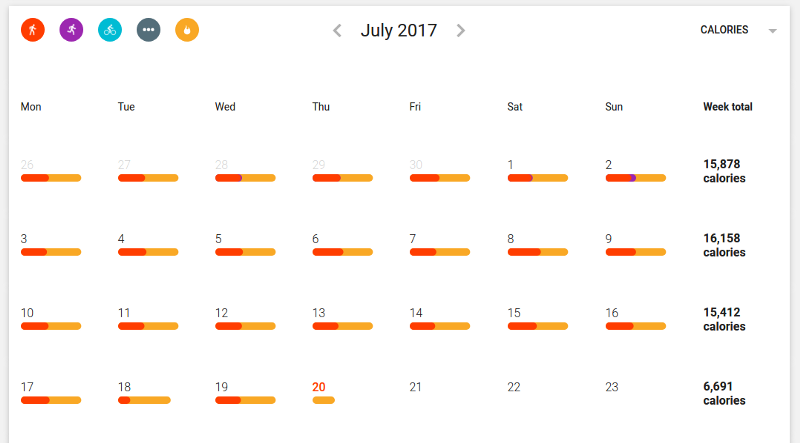 July 2017
CALORIES
Mon Tue Wed Thu Fri Sat Sun Week total
26 27 28 29 30 1 2 15,878
calories
3 4 5 6 7 8 9 16,158
calories
10 11 12 13 14 15 16 15,412
calories
17 18 19 20 21 22 23 6,691
calories